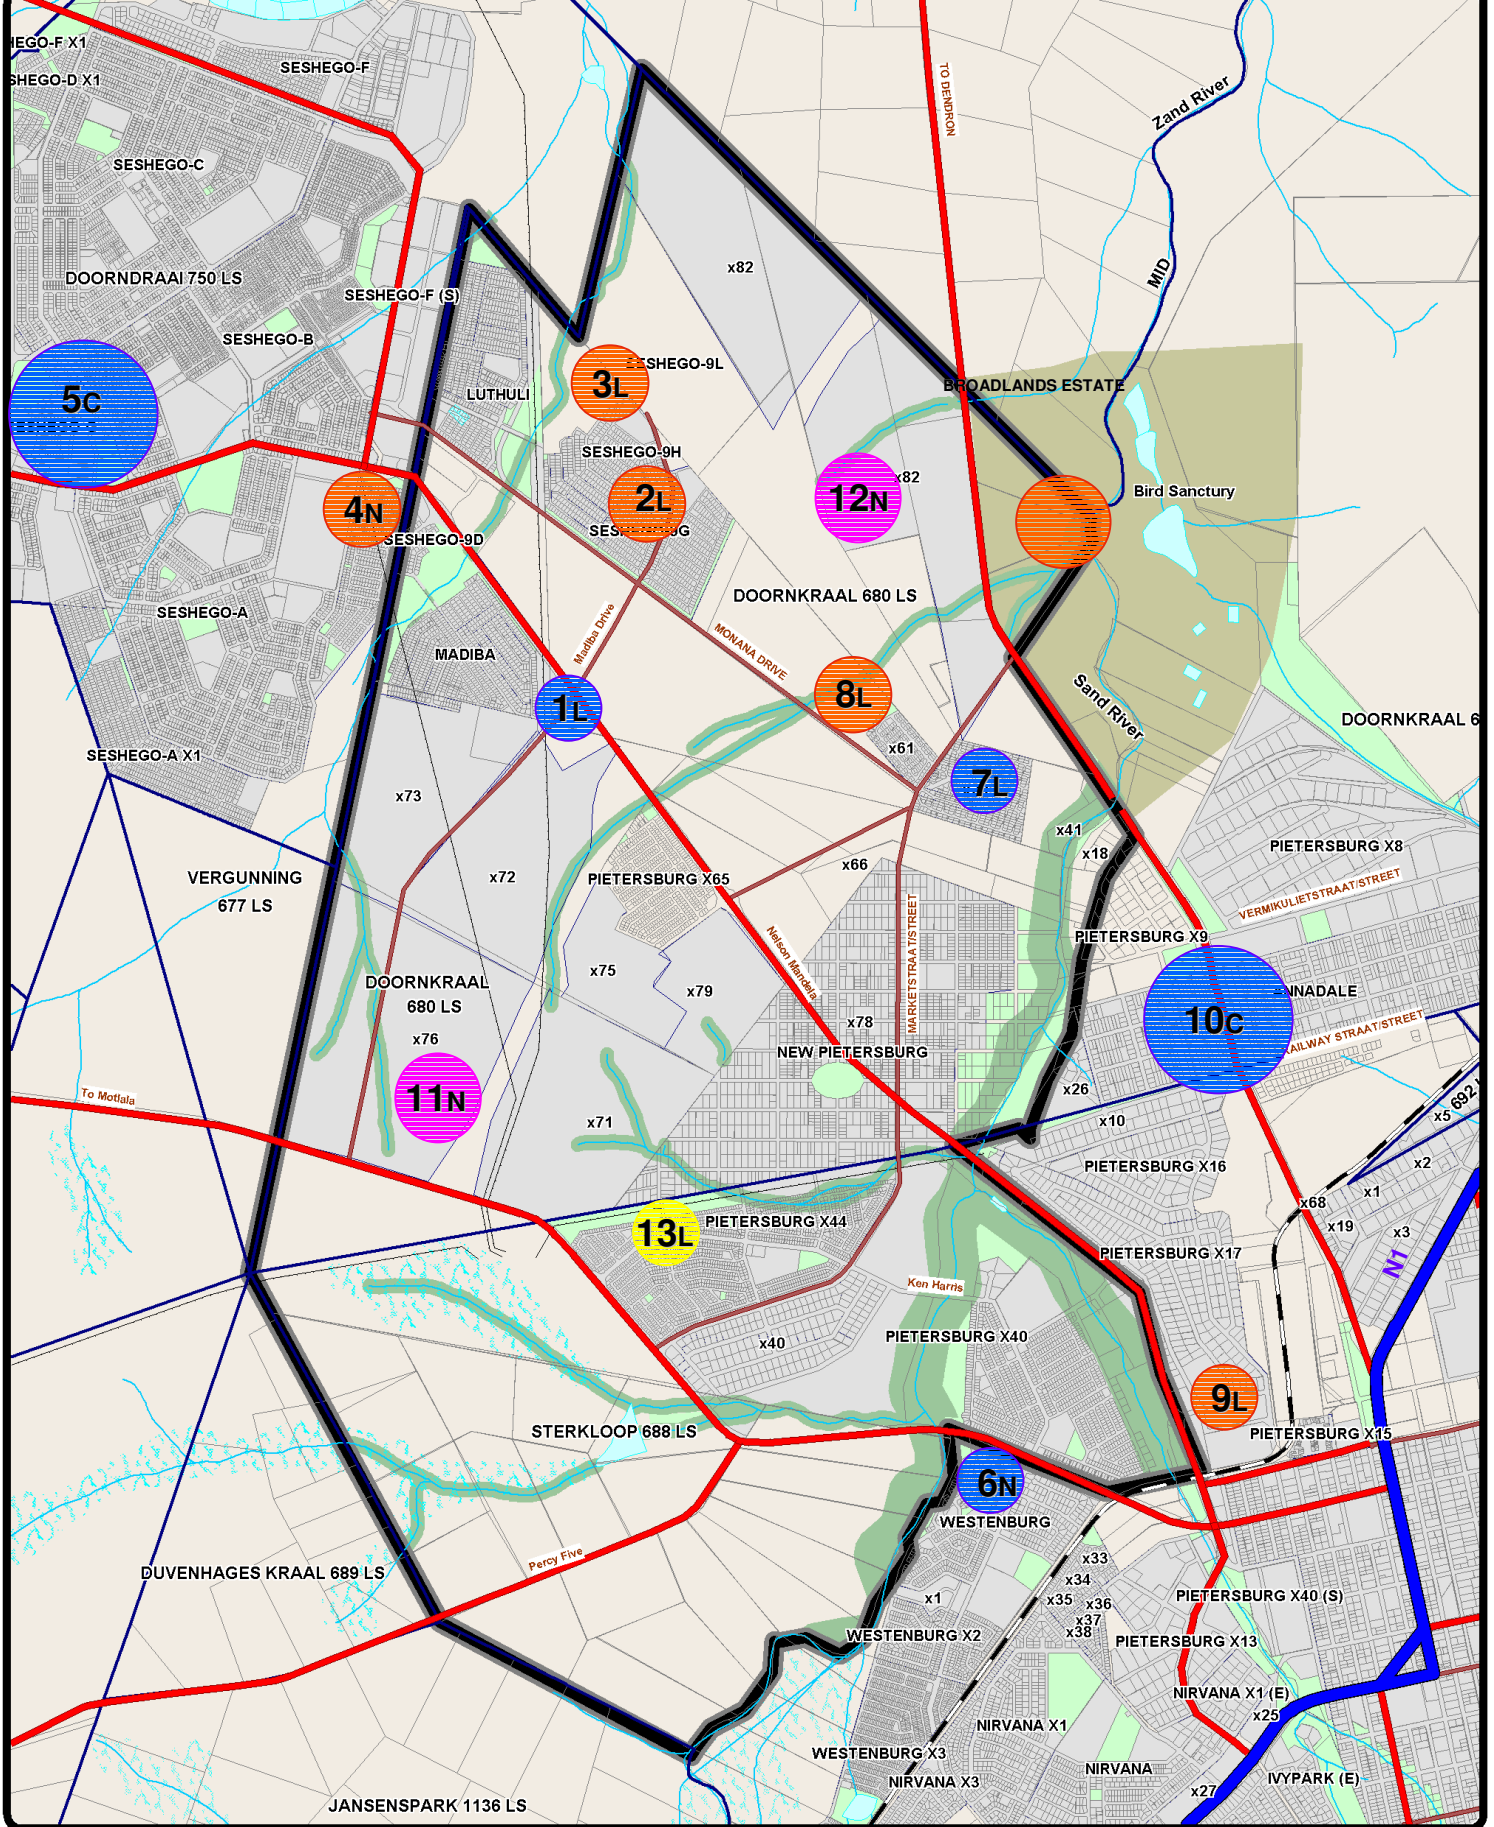 HEGO-F X1
SESHEGO-F
SHEGO-D X1
TO DENDRON
Zand River
SESHEGO-C
DOORNDRAAI 750 LS
x82
MID
SESHEGO-F (S)
SESHEGO-B
3L
SHEGO-9L
BROADLANDS ESTATE
5C
LUTHULI
SESHEGO-9H
x82
12N
Bird Sanctury
2L
4N
SESHEGO-9D
DOORNKRAAL 680 LS
SESHEGO-A
Madiba Drive
MONANA DRIVE
MADIBA
8L
Sand River
1L
DOORNKRAAL 6
SESHEGO-A X1
x61
7L
x73
x41
x18
PIETERSBURG X8
x66
VERGUNNING
677 LS
x72
PIETERSBURG X65
VERMIKULIETSTRAAT/STREET
MARKETSTRAAT/STREET
Nelson Mandela
PIETERSBURG X9
x75
DOORNKRAAL
680 LS
x79
NNADALE
10C
x78
RAILWAY STRAAT/STREET
x76
NEW PIETERSBURG
To Motlala
11N
x26
692 L
x71
x10
x5
PIETERSBURG X16
x2
x1
x68
13L
PIETERSBURG X44
x19
x3
PIETERSBURG X17
N1
Ken Harris
x40
PIETERSBURG X40
9L
STERKLOOP 688 LS
PIETERSBURG X15
6N
WESTENBURG
Percy Five
x33
DUVENHAGES KRAAL 689 LS
x34
x1
x35
x36
PIETERSBURG X40 (S)
x37
x38
WESTENBURG X2
PIETERSBURG X13
NIRVANA X1 (E)
x25
NIRVANA X1
WESTENBURG X3
NIRVANA
IVYPARK (E)
NIRVANA X3
x27
JANSENSPARK 1136 LS